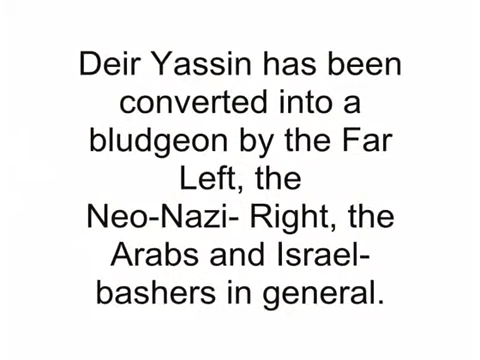 Deir Yassin has been
converted into a
bludgeon by the Far
Left, the
Neo-Nazi- Right, the
Arabs and Israel-
bashers in general.